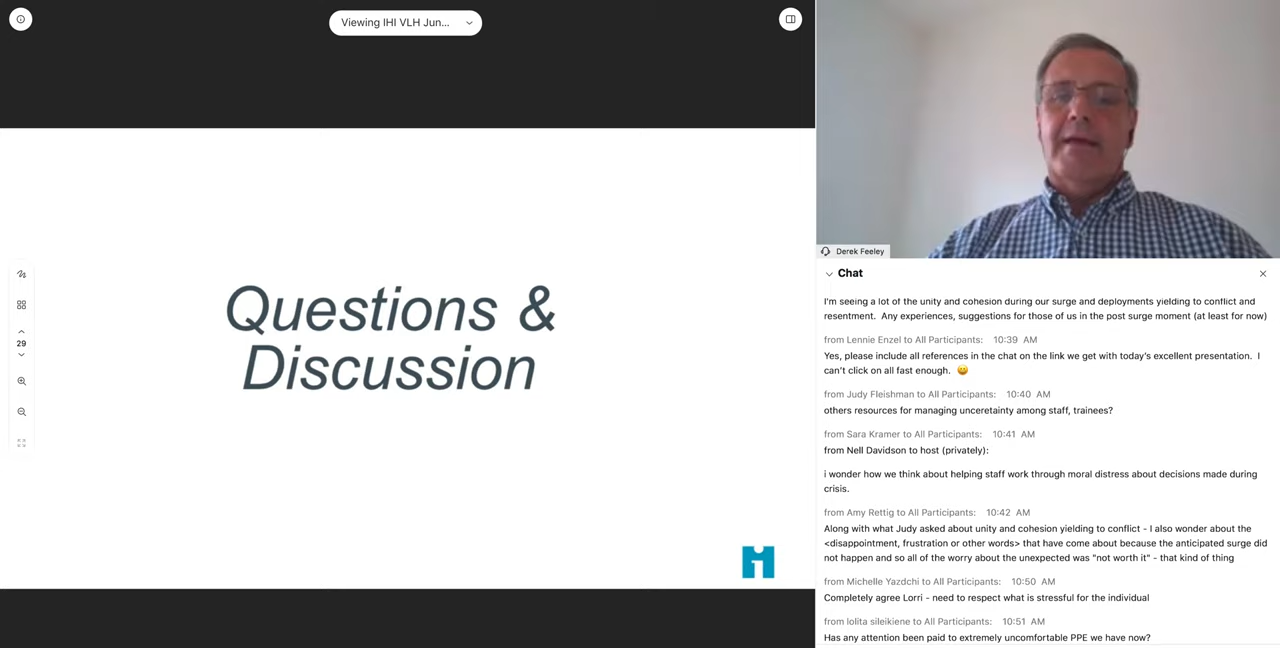 Viewing IHI VLH Jun...
29
Questions &
Discussion
Derek Feeley
Chat
I'm seeing a lot of the unity and cohesion during our surge and deployments yielding to conflict and
resentment. Any experiences, suggestions for those of us in the post surge moment (at least for now)
from Lennie Enzel to All Participants: 10:39 AM
Yes, please include all references in the chat on the link we get with today's excellent presentation. I
can't click on all fast enough. 😀
from Judy Fleishman to All Participants: 10:40 AM
others resources for managing unceretainty among staff, trainees?
from Sara Kramer to All Participants: 10:41 AM
from Nell Davidson to host (privately):
i wonder how we think about helping staff work through moral distress about decisions made during
crisis.
from Amy Rettig to All Participants: 10:42 AM
Along with what Judy asked about unity and cohesion yielding to conflict - I also wonder about the
<disappointment, frustration or other words> that have come about because the anticipated surge did
not happen and so all of the worry about the unexpected was "not worth it" - that kind of thing
from Michelle Yazdchi to All Participants: 10:50 AM
Completely agree Lorri - need to respect what is stressful for the individual
from lolita sileikiene to All Participants: 10:51 AM
Has any attention been paid to extremely uncomfortable PPE we have now?